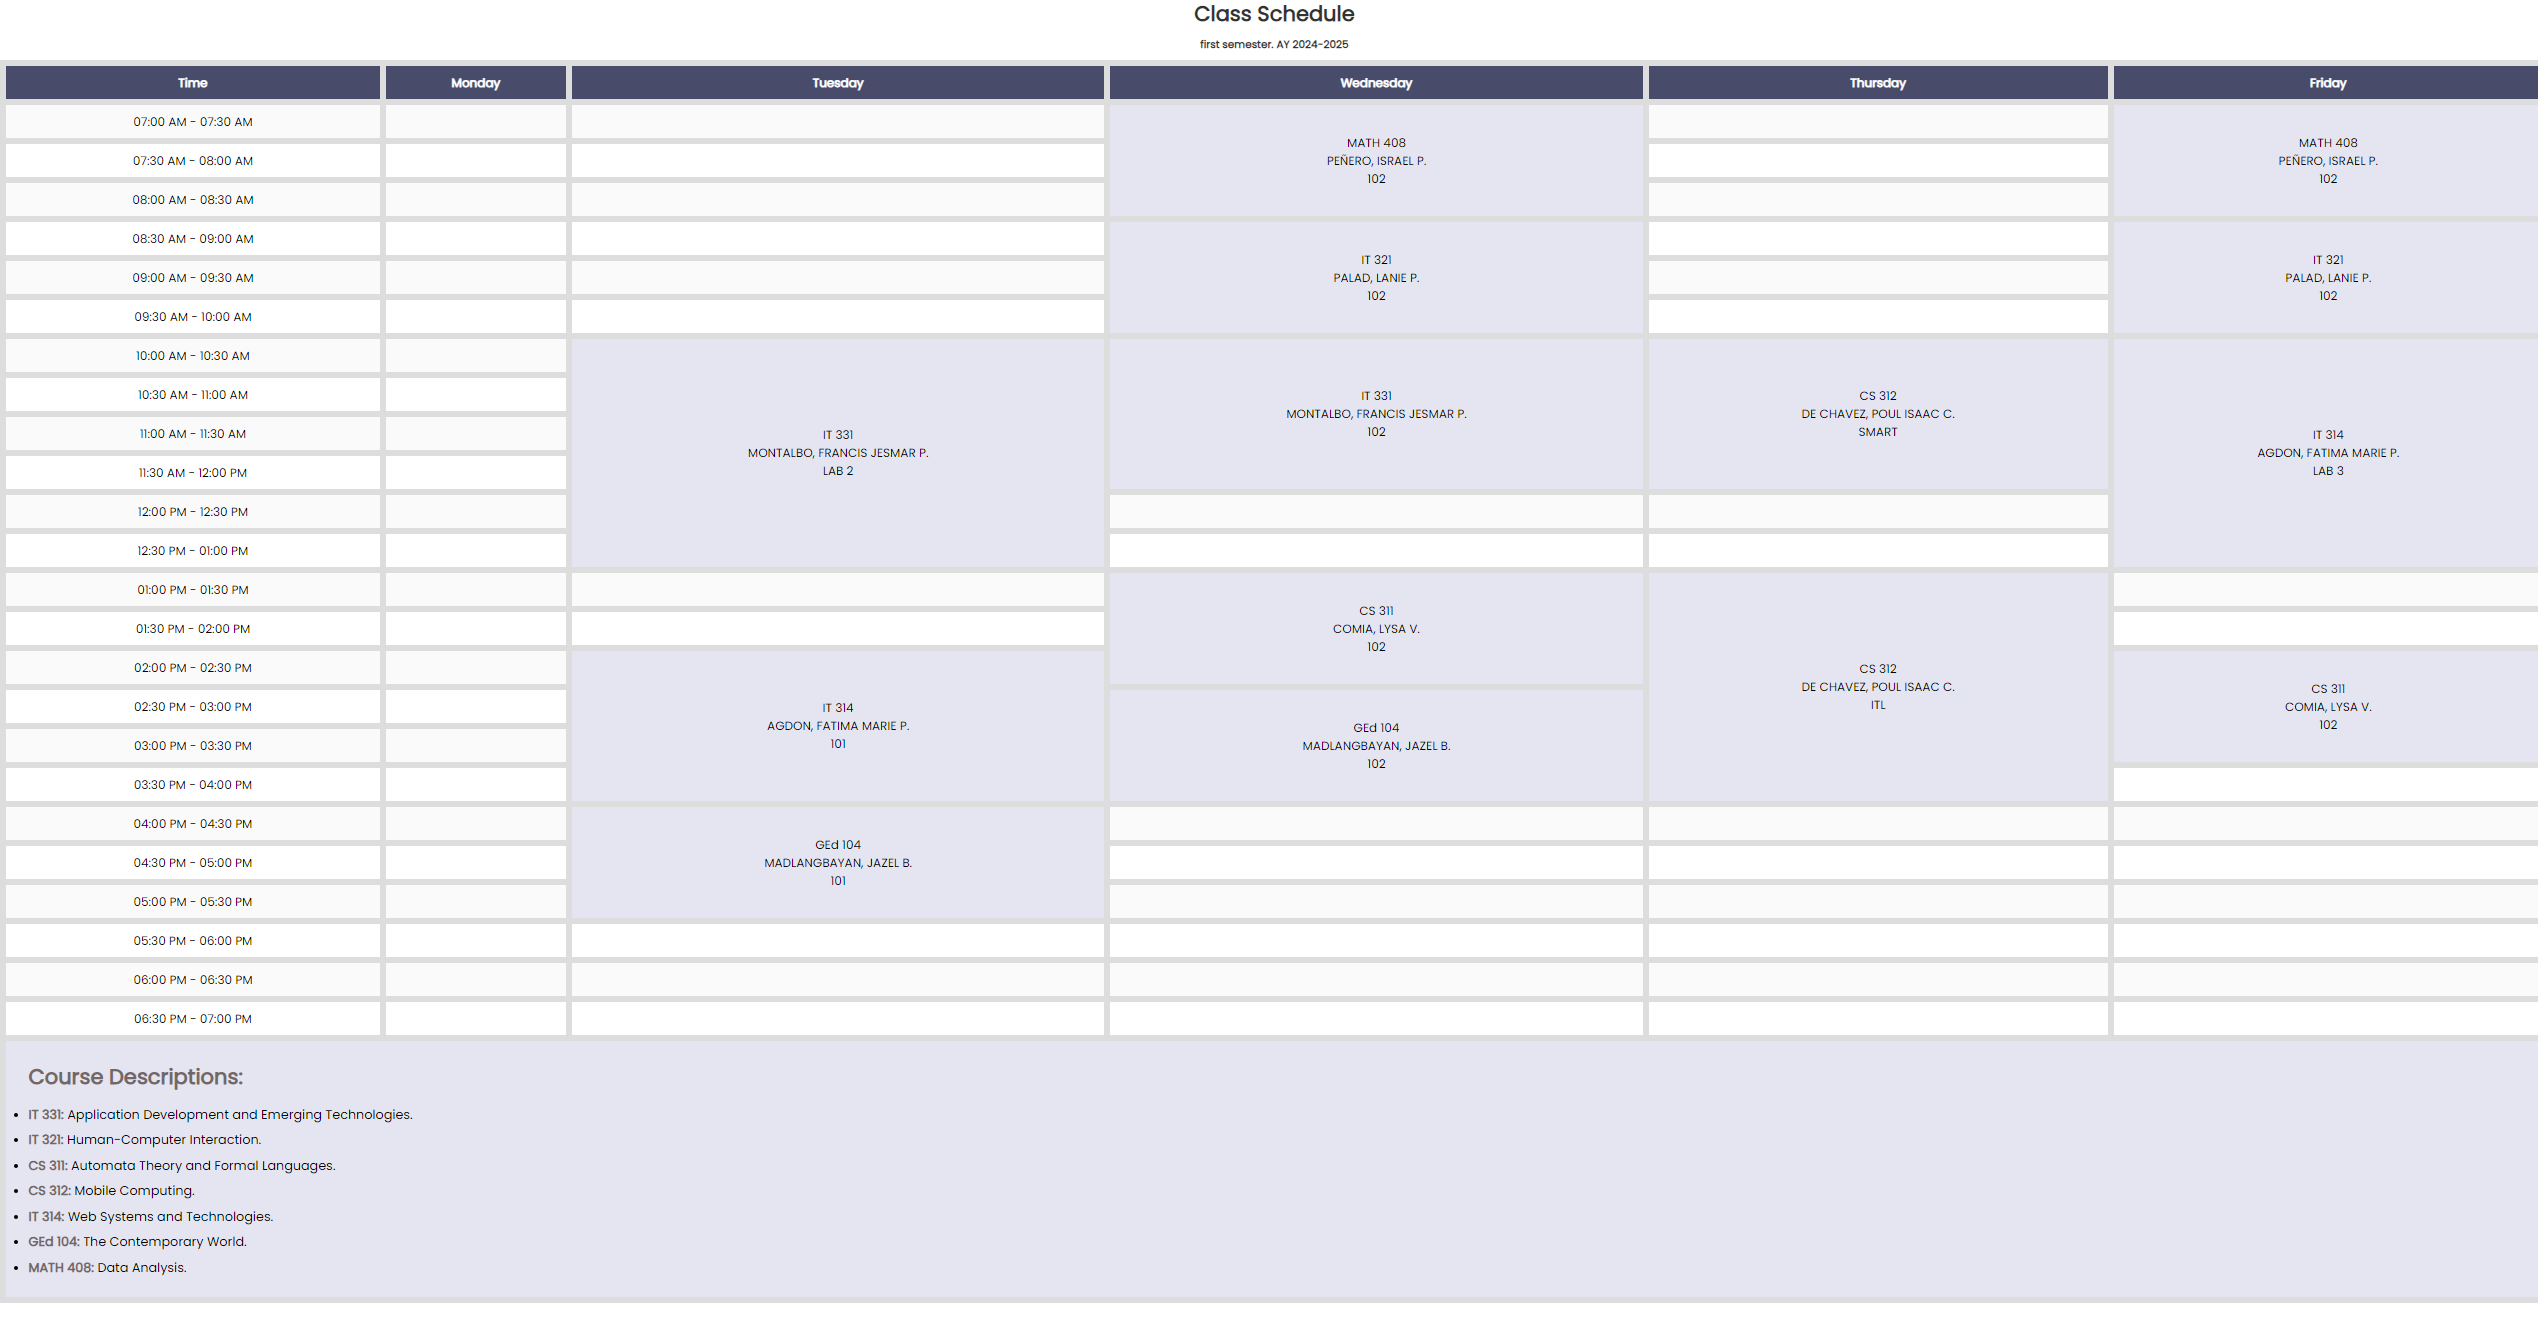 Class Schedule
first semester. AY 2024-2025
Time Monday Tuesday Wednesday Thursday Friday
07:00 AM - 07:30 AM
MATH 408
PEÑERO, ISRAEL P.
102
MATH 408
PEÑERO, ISRAEL P.
102
07:30 AM - 08:00 AM
08:00 AM - 08:30 AM
08:30 AM - 09:00 AM
IT 321
PALAD, LANIE P.
102
IT 321
PALAD, LANIE P.
102
09:00 AM - 09:30 AM
09:30 AM - 10:00 AM
10:00 AM - 10:30 AM
IT 331
MONTALBO, FRANCIS JESMAR P.
LAB 2
IT 331
MONTALBO, FRANCIS JESMAR P.
102
CS 312
DE CHAVEZ, POUL ISAAC C.
SMART
IT 314
AGDON, FATIMA MARIE P.
LAB 3
10:30 AM - 11:00 AM
11:00 AM - 11:30 AM
11:30 AM - 12:00 PM
12:00 PM - 12:30 PM
12:30 PM - 01:00 PM
01:00 PM - 01:30 PM
CS 311
COMIA, LYSA V.
102
CS 312
DE CHAVEZ, POUL ISAAC C.
ITL
01:30 PM - 02:00 PM
02:00 PM - 02:30 PM
IT 314
AGDON, FATIMA MARIE P.
101
CS 311
COMIA, LYSA V.
102
02:30 PM - 03:00 PM
GEd 104
MADLANGBAYAN, JAZEL B.
102
03:00 PM - 03:30 PM
03:30 PM - 04:00 PM
04:00 PM - 04:30 PM
GEd 104
MADLANGBAYAN, JAZEL B.
101
04:30 PM - 05:00 PM
05:00 PM - 05:30 PM
05:30 PM - 06:00 PM
06:00 PM - 06:30 PM
06:30 PM - 07:00 PM
Course Descriptions:
• IT 331: Application Development and Emerging Technologies.
• IT 321: Human-Computer Interaction.
• CS 311: Automata Theory and Formal Languages.
• CS 312: Mobile Computing.
• IT 314: Web Systems and Technologies.
• GEd 104: The Contemporary World.
• MATH 408: Data Analysis.